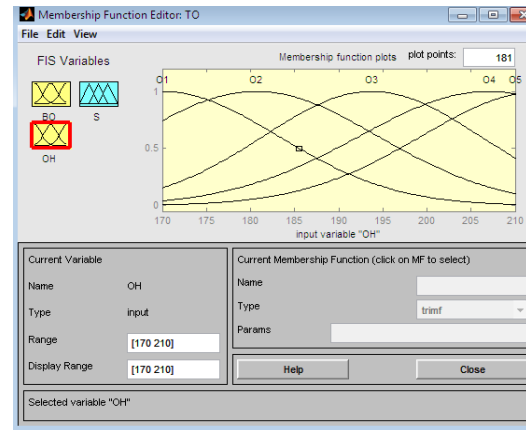 Membership Function Editor: TO
File Edit View
FIS Variables
BO
S
OH
Membership function plots
plot points:
181
O1 O2 O3 O4 O5
1
0.5
0
170 175 180 185 190 195 200 205 210
input variable "OH"
Current Variable
Name OH
Type input
Range [170 210]
Display Range [170 210]
Current Membership Function (click on MF to select)
Name
Type trimf
Params
Help Close
Selected variable "OH"